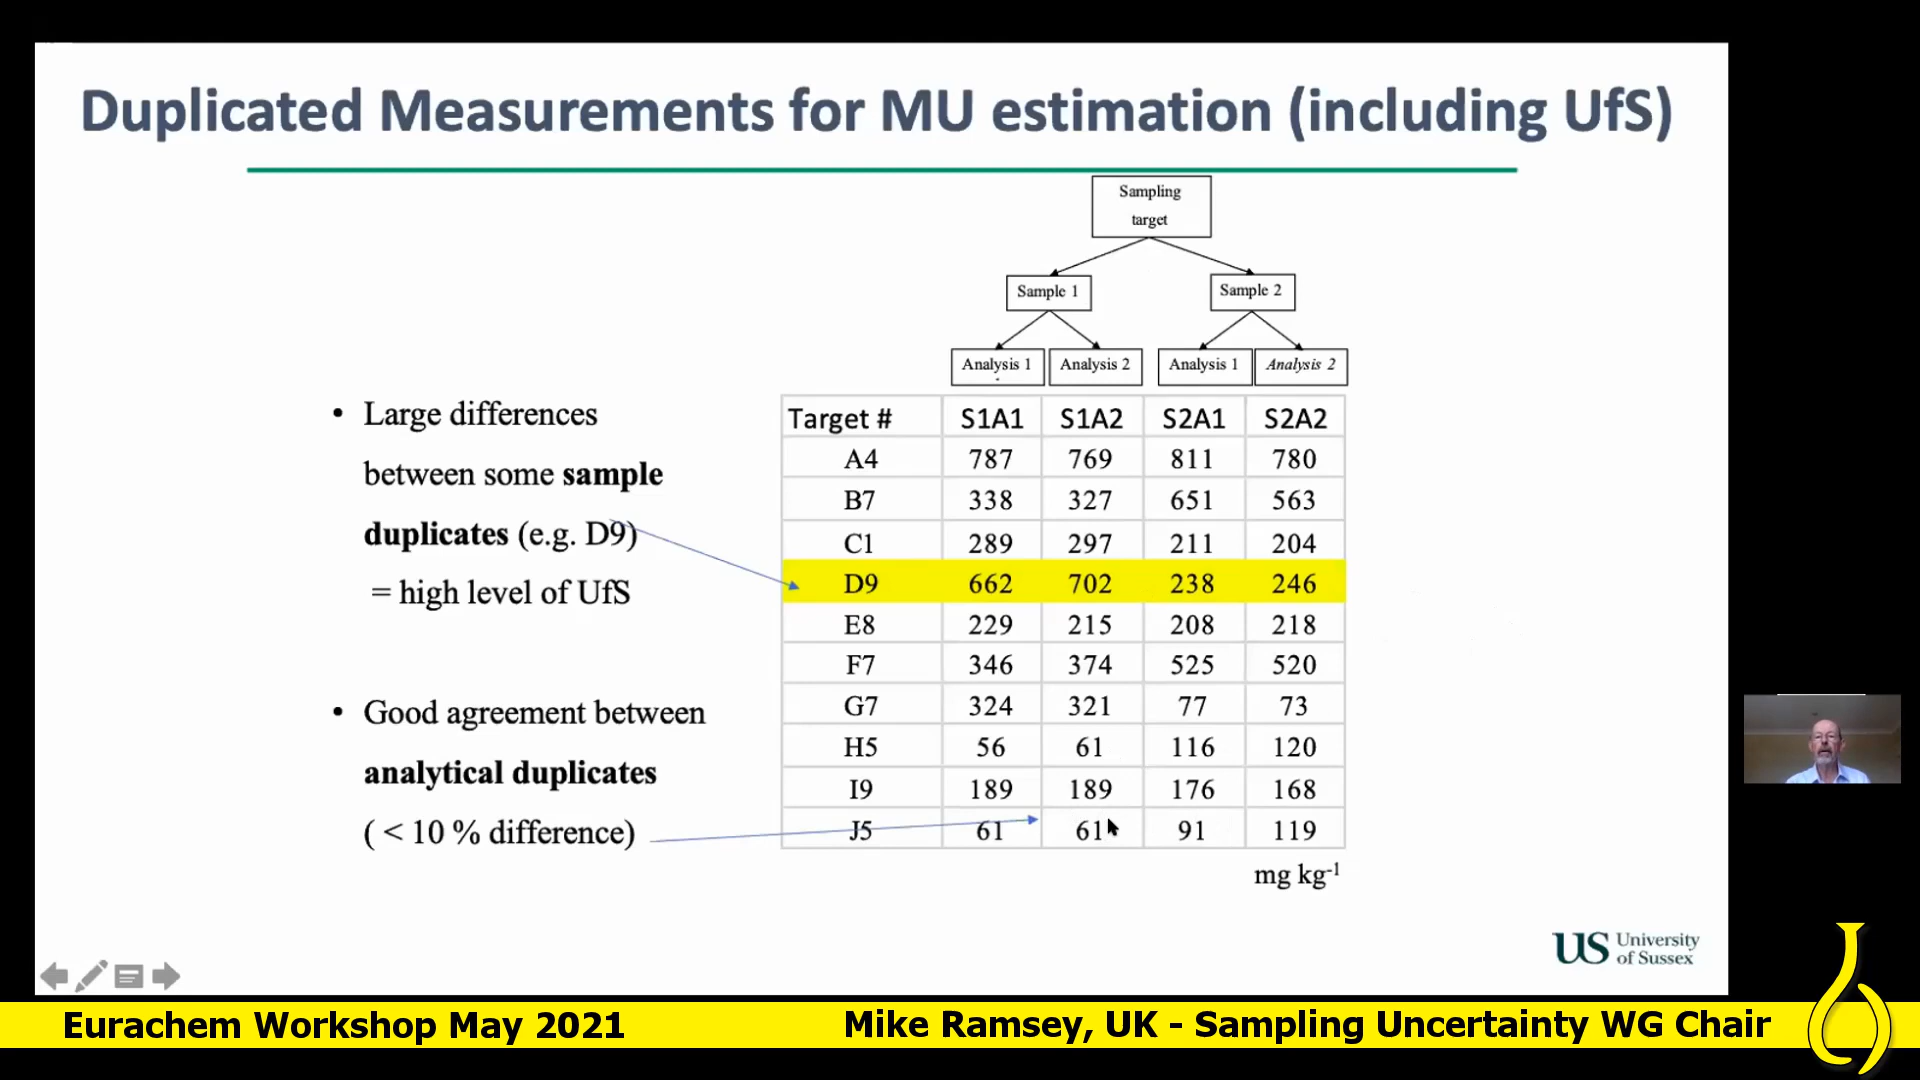 Duplicated Measurements for MU estimation (including UfS)
Sampling
target
Sample 1
Sample 2
Analysis 1
Analysis 2
Analysis 1
Analysis 2
• Large differences
between some sample
duplicates (e.g. D9)
= high level of UfS
• Good agreement between
analytical duplicates
( < 10 % difference)
Target # S1A1 S1A2 S2A1 S2A2
A4 787 769 811 780
B7 338 327 651 563
C1 289 297 211 204
D9 662 702 238 246
E8 229 215 208 218
F7 346 374 525 520
G7 324 321 77 73
H5 56 61 116 120
I9 189 189 176 168
J5 61 61 91 119
mg kg⁻¹
US University
of Sussex
Eurachem Workshop May 2021
Mike Ramsey, UK - Sampling Uncertainty WG Chair